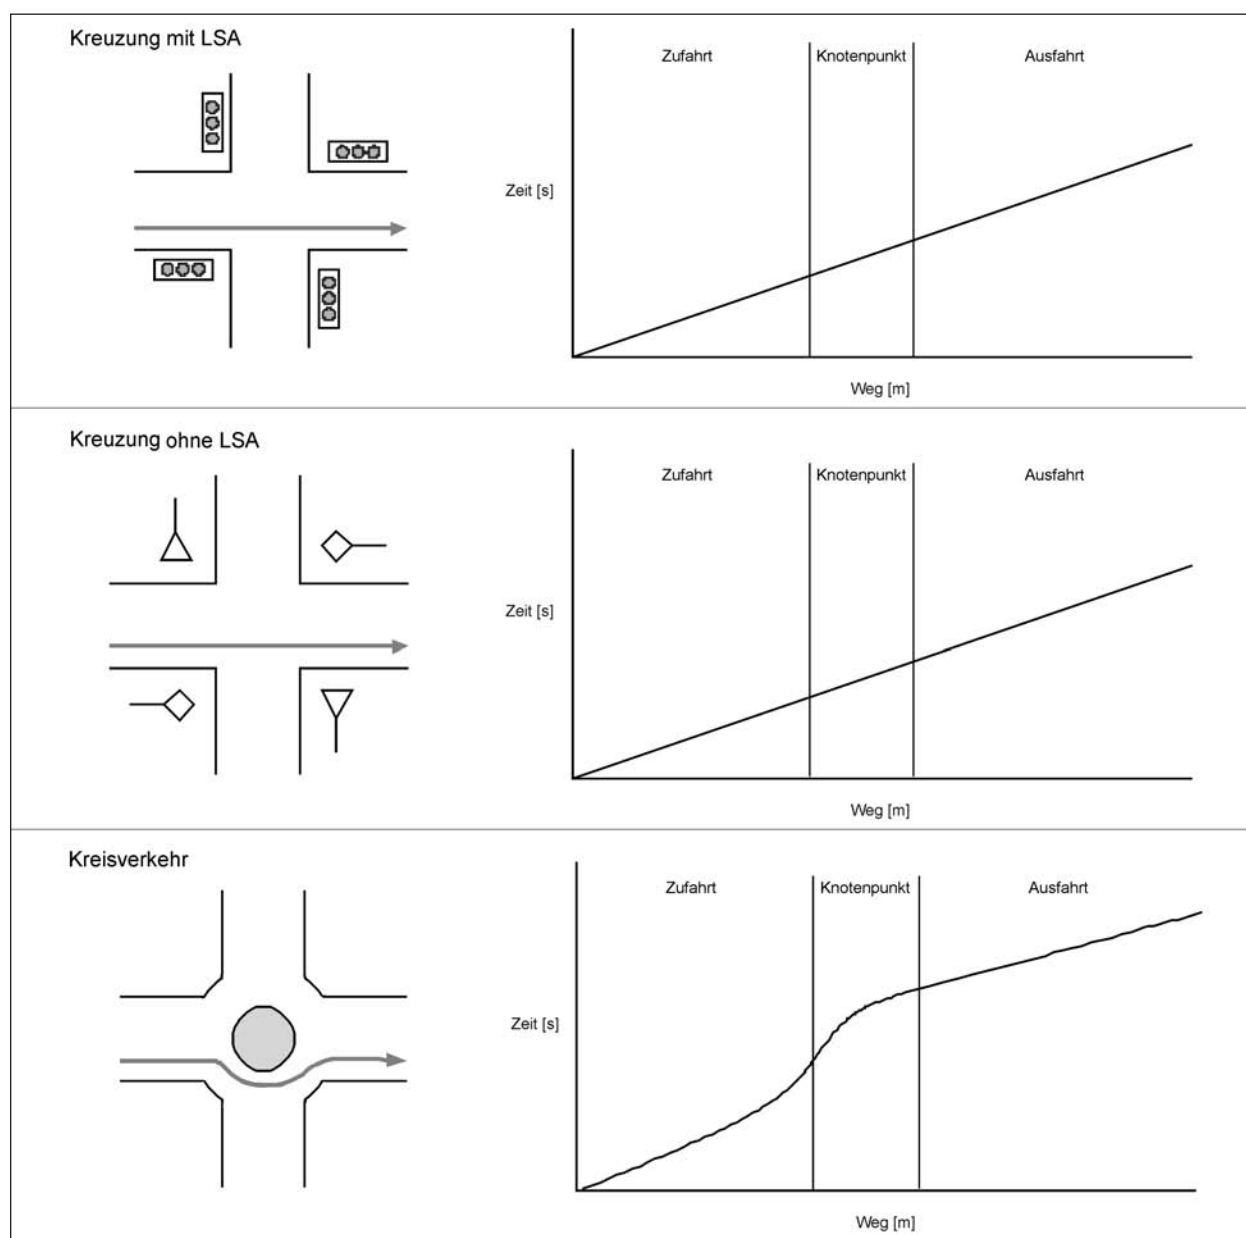 Kreuzung mit LSA
Zufahrt Knotenpunkt Ausfahrt
Zeit [s]
Weg [m]
Kreuzung ohne LSA
Zufahrt Knotenpunkt Ausfahrt
Zeit [s]
Weg [m]
Kreisverkehr
Zufahrt Knotenpunkt Ausfahrt
Zeit [s]
Weg [m]